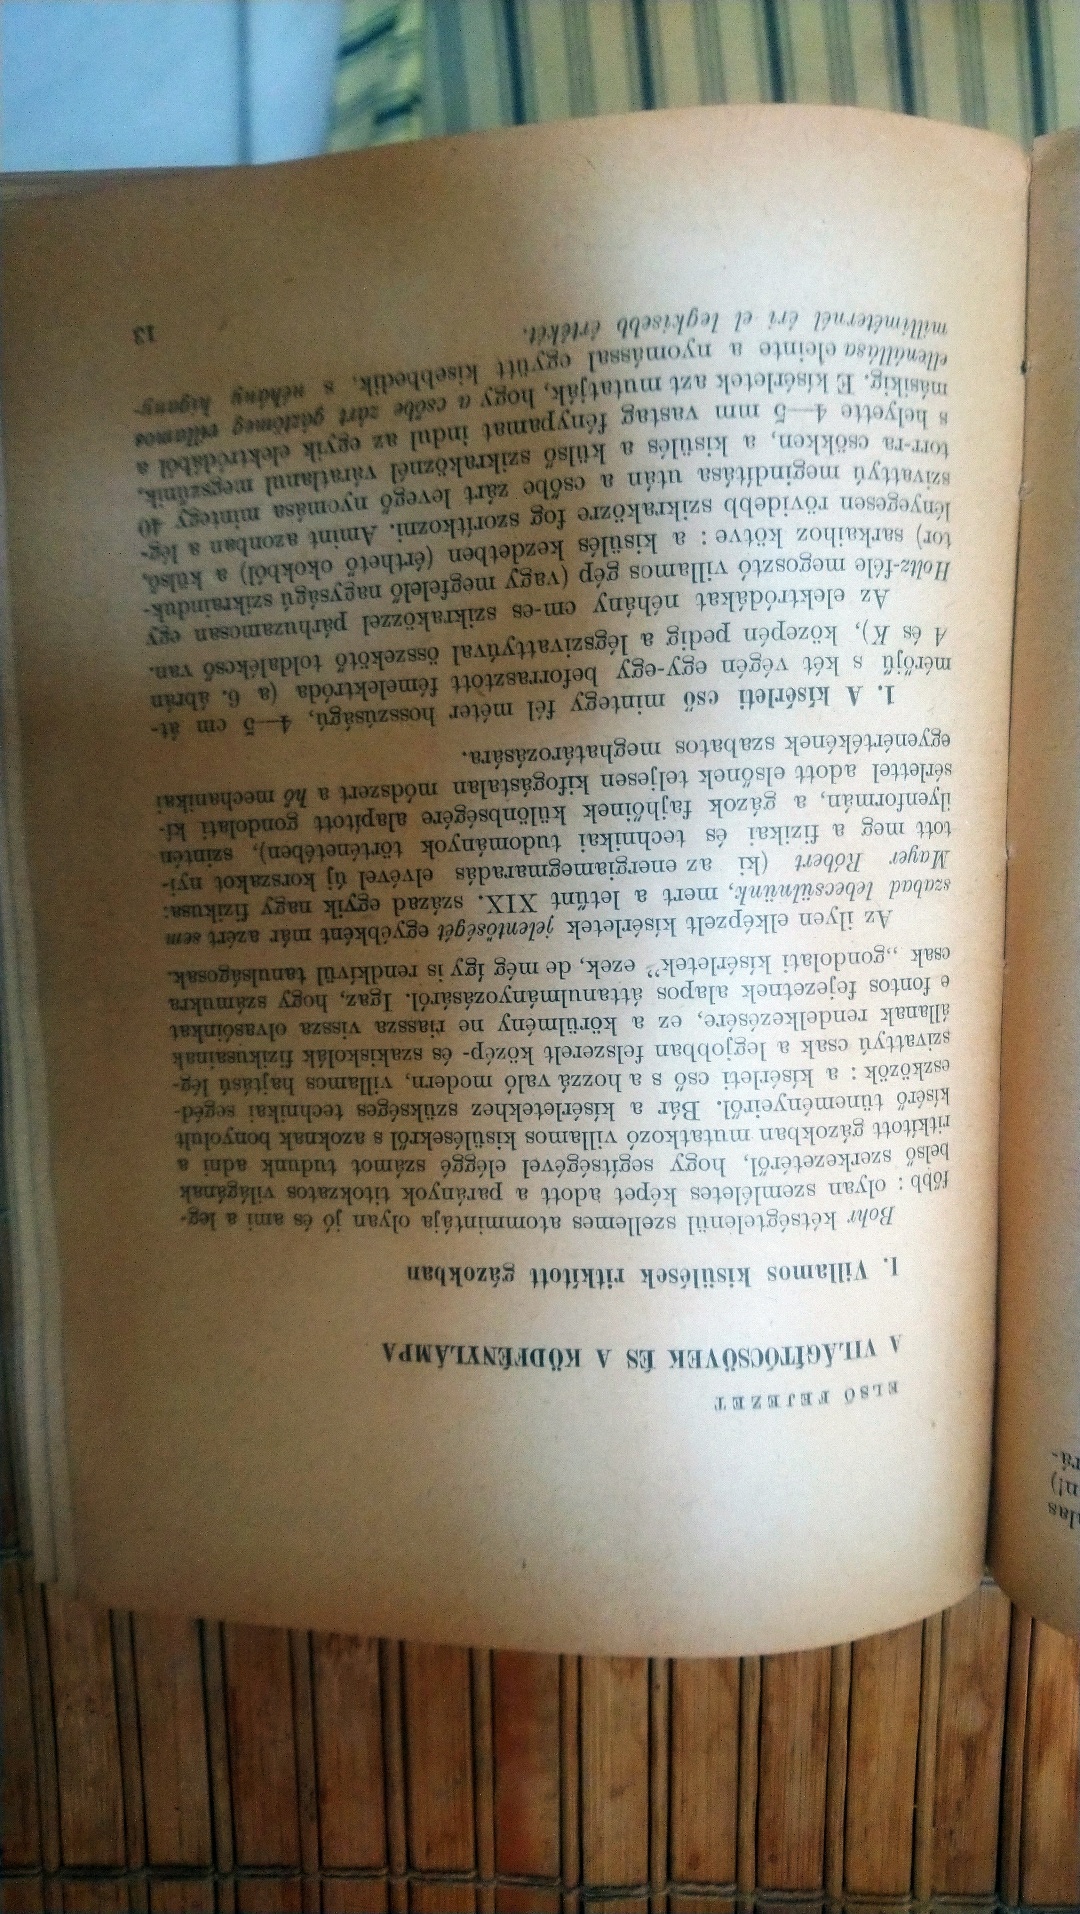 ELSŐ FEJEZET
A VILÁGÍTÓCSÖVEK ÉS A KÖDFÉNYLÁMPA
1. Villamos kisülések ritkított gázokban
Bohr kétségtelenül szellemes atommintája olyan jó és ami a leg-
főbb : olyan szemléletes képet adott a parányok titokzatos világának
belső szerkezetéről, hogy segítségével eléggé számot tudunk adni a
ritkított gázokban mutatkozó villamos kisülésekről s azoknak bonyolult
kísérő tüneményeiről. Bár a kísérletekhez szükséges technikai segéd-
eszközök : a kísérleti cső s a hozzá való modern, villamos hajtású lég-
szivattyú csak a legjobban felszerelt közép- és szakiskolák fizikusainak
állanak rendelkezésére, ez a körülmény ne riassza vissza olvasóinkat
e fontos fejezetnek alapos áttanulmányozásáról. Igaz, hogy számukra
csak „gondolati kísérletek” ezek, de még így is rendkívül tanulságosak.
Az ilyen elképzelt kísérletek jelentőségét egyébként már azért sem
szabad lebecsülnünk, mert a letűnt XIX. század egyik nagy fizikusa:
Mayer Róbert (ki az energiamegmaradás elvével új korszakot nyi-
tott meg a fizikai és technikai tudományok történetében), szintén
ilyenformán, a gázok fajhőinek különbségére alapított gondolati kí-
sérlettel adott elsőnek teljesen kifogástalan módszert a hő mechanikai
egyenértékének szabatos meghatározására.
1. A kísérleti cső mintegy fél méter hosszúságú, 4—5 cm át-
mérőjű s két végén egy-egy beforrasztott fémelektróda (a 6. ábrán
A és K), közepén pedig a légszivattyúval összekötő toldalékcső van.
Az elektródákat néhány cm-es szikraközzel párhuzamosan egy
Holtz-féle megosztó villamos gép (vagy megfelelő nagyságú szikrainduk-
tor) sarkaihoz kötve : a kisülés kezdetben (érthető okokból) a külső,
lényegesen rövidebb szikraközre fog szorítkozni. Amint azonban a lég-
szivattyú megindítása után a csőbe zárt levegő nyomása mintegy 40
torr-ra csökken, a kisülés a külső szikraköznél váratlanul megszűnik,
s helyette 4—5 mm vastag fénypamat indul az egyik elektródából a
másikig. E kísérletek azt mutatják, hogy a csőbe zárt gáztömeg villamos
ellenállása eleinte a nyomással együtt kisebbedik, s néhány higany-
milliméternél éri el legkisebb értékét.
13
las
n!)
rá-